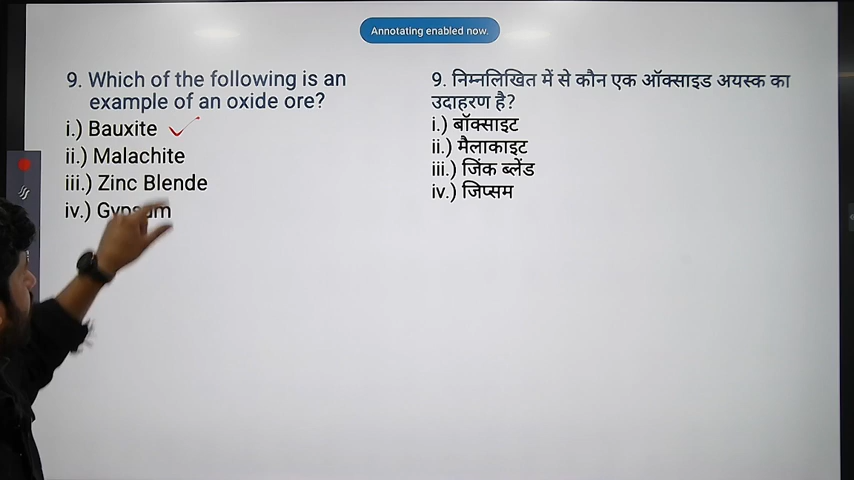 Annotating enabled now.
9. Which of the following is an
example of an oxide ore?
i.) Bauxite
ii.) Malachite
iii.) Zinc Blende
iv.) Gypsum
9. निम्नलिखित में से कौन एक ऑक्साइड अयस्क का
उदाहरण है?
i.) बॉक्साइट
ii.) मैलाकाइट
iii.) जिंक ब्लेंड
iv.) जिप्सम